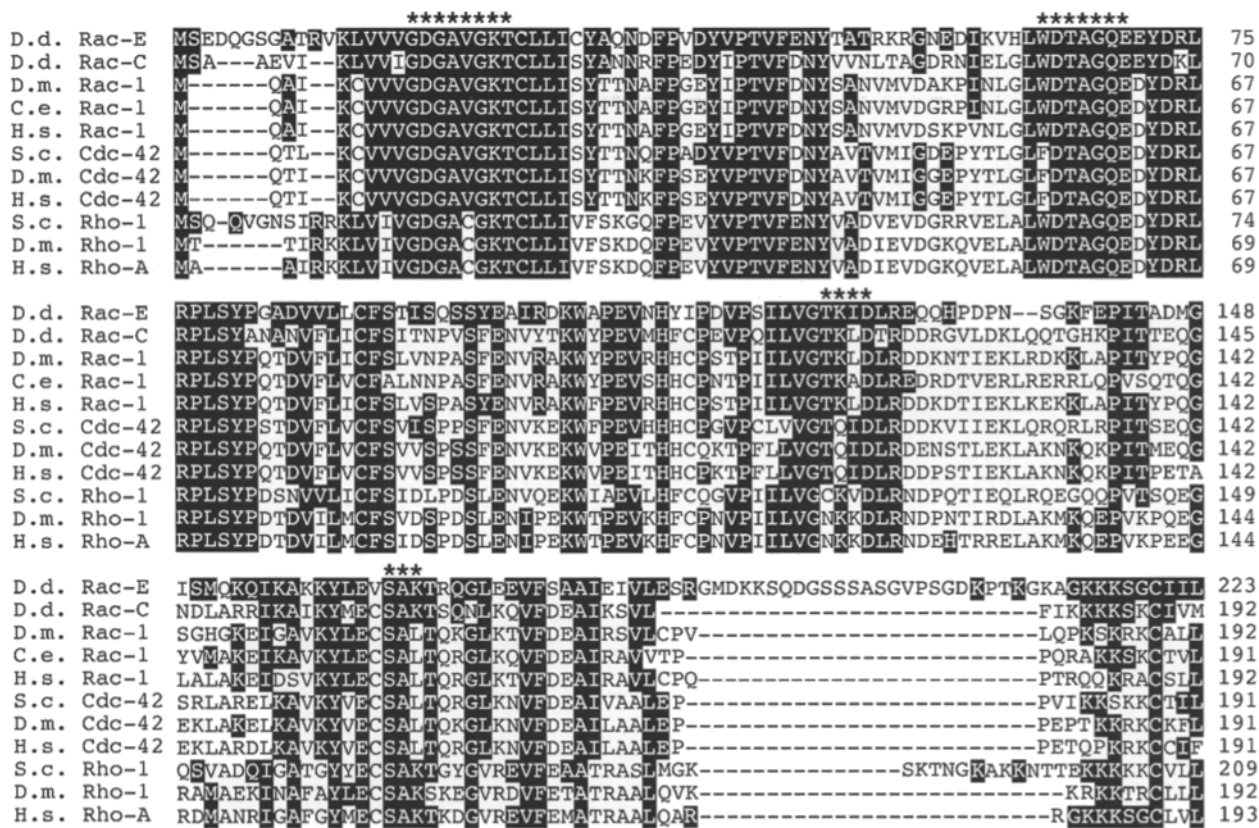 ******** *******
D.d. Rac-E MSEDQGSGATRVKLVVVGDGAVGKTCLLICYAQNDFPVDYVPTVFENYTATRKRGNEDIKVHLWDTAGQEEYDRL 75
D.d. Rac-C MSA---AEVI--KLVVIGDGAVGKTCLLISYANNRFPEDYIPTVFDNYVVNLTAGDRNIELGLWDTAGQEEYDKL 70
D.m. Rac-1 M------QAI--KCVVVGDGAVGKTCLLISYTTNAFPGEYIPTVFDNYSANVMVDAKPINLGLWDTAGQEDYDRL 67
C.e. Rac-1 M------QAI--KCVVVGDGAVGKTCLLISYTTNAFPGEYIPTVFDNYSANVMVDGRPINLGLWDTAGQEDYDRL 67
H.s. Rac-1 M------QAI--KCVVVGDGAVGKTCLLISYTTNAFPGEYIPTVFDNYSANVMVDSKPVNLGLWDTAGQEDYDRL 67
S.c. Cdc-42 M------QTL--KCVVVGDGAVGKTCLLISYTTNQFPADYVPTVFDNYAVTVMIGDEPYTLGLFDTAGQEDYDRL 67
D.m. Cdc-42 M------QTI--KCVVVGDGAVGKTCLLISYTTNKFPSEYVPTVFDNYAVTVMIGGEPYTLGLFDTAGQEDYDRL 67
H.s. Cdc-42 M------QTI--KCVVVGDGAVGKTCLLISYTTNKFPSEYVPTVFDNYAVTVMIGGEPYTLGLFDTAGQEDYDRL 67
S.c. Rho-1 MSQ-QVGNSIRRKLVIVGDGACGKTCLLIVFSKGQFPEVYVPTVFENYVADVEVDGRRVELALWDTAGQEDYDRL 74
D.m. Rho-1 MT------TIRKKLVIVGDGACGKTCLLIVFSKDQFPEVYVPTVFENYVADIEVDGKQVELALWDTAGQEDYDRL 69
H.s. Rho-A MA------AIRKKLVIVGDGACGKTCLLIVFSKDQFPEVYVPTVFENYVADIEVDGKQVELALWDTAGQEDYDRL 69
****
D.d. Rac-E RPLSYPGADVVLLCFSTISQSSYEAIRDKWAPEVNHYIPDVPSILVGTKIDLREQQHPDPN--SGKFEPITADMG 148
D.d. Rac-C RPLSYANANVFLICFSITNPVSFENVYTKWYPEVMHFCPEVPQILVGTKLDTRDDRGVLDKLQQTGHKPITTEQG 145
D.m. Rac-1 RPLSYPQTDVFLICFSLVNPASFENVRAKWYPEVRHHCPSTPIILVGTKLDLRDDKNTIEKLRDKKLAPITYPQG 142
C.e. Rac-1 RPLSYPQTDVFLVCFALNNPASFENVRAKWYPEVSHHCPNTPIILVGTKADLREDRDTVERLRERRLQPVSQTQG 142
H.s. Rac-1 RPLSYPQTDVFLICFSLVSPASYENVRAKWFPEVRHHCPSTPIILVGTKLDLRDDKDTIEKLKEKKLAPITYPQG 142
S.c. Cdc-42 RPLSYPSTDVFLVCFSVISPPSFENVKEKWFPEVHHHCPGVPCLVVGTQIDLRDDKVIIEKLQRQRLRPITSEQG 142
D.m. Cdc-42 RPLSYPQTDVFLVCFSVVSPSSFENVKEKWVPEITHHCQKTPFLLVGTQIDLRDENSTLEKLAKNKQKPITMEQG 142
H.s. Cdc-42 RPLSYPQTDVFLVCFSVVSPSSFENVKEKWVPEITHHCPKTPFLLVGTQIDLRDDPSTIEKLAKNKQKPITPETA 142
S.c. Rho-1 RPLSYPDSNVVLICFSIDLPDSLENVQEKWIAEVLHFCQGVPIILVGCKVDLRNDPQTIEQLRQEGQQPVTSQEG 149
D.m. Rho-1 RPLSYPDTDVILMCFSVDSPDSLENIPEKWTPEVKHFCPNVPIILVGNKKDLRNDPNTIRDLAKMKQEPVKPQEG 144
H.s. Rho-A RPLSYPDTDVILMCFSIDSPDSLENIPEKWTPEVKHFCPNVPIILVGNKKDLRNDEHTRRELAKMKQEPVKPEEG 144
***
D.d. Rac-E ISMQKQIKAKKYLEVSAKTRQGLEEVFSAAIEIVLESRGMDKKSQDGSSSASGVPSGDKPTKGKAGKKKSGCIIL 223
D.d. Rac-C NDLARRIKAIKYMECSAKTSQNLKQVFDEAIKSVL----------------------------FIKKKKSKCIVM 192
D.m. Rac-1 SGHGKEIGAVKYLECSALTQKGLKTVFDEAIRSVLCPV-------------------------LQPKSKRKCALL 192
C.e. Rac-1 YVMAKEIKAVKYLECSALTQRGLKQVFDEAIRAVVTP--------------------------PQRAKKSKCTVL 191
H.s. Rac-1 LALAKEIDSVKYLECSALTQRGLKTVFDEAIRAVLCPQ-------------------------PTRQQKRACSLL 192
S.c. Cdc-42 SRLARELKAVKYVECSALTQRGLKNVFDEAIVAALEP--------------------------PVIKKSKKCTIL 191
D.m. Cdc-42 EKLAKELKAVKYVECSALTQKGLKNVFDEAILAALEP--------------------------PEPTKKRKCKFL 191
H.s. Cdc-42 EKLARDLKAVKYVECSALTQRGLKNVFDEAILAALEP--------------------------PETQPKRKCCIF 191
S.c. Rho-1 QSVADQIGATGYYECSAKTGYGVREVFEAATRASLMGK---------------SKTNGKAKKNTTEKKKKKCVLL 209
D.m. Rho-1 RAMAEKINAFAYLECSAKSKEGVRDVFETATRAALQVK---------------------------KRKKTRCLLL 192
H.s. Rho-A RDMANRIGAFGYMECSAKTKDGVREVFEMATRAALQAR--------------------------RGKKKSGCLVL 193